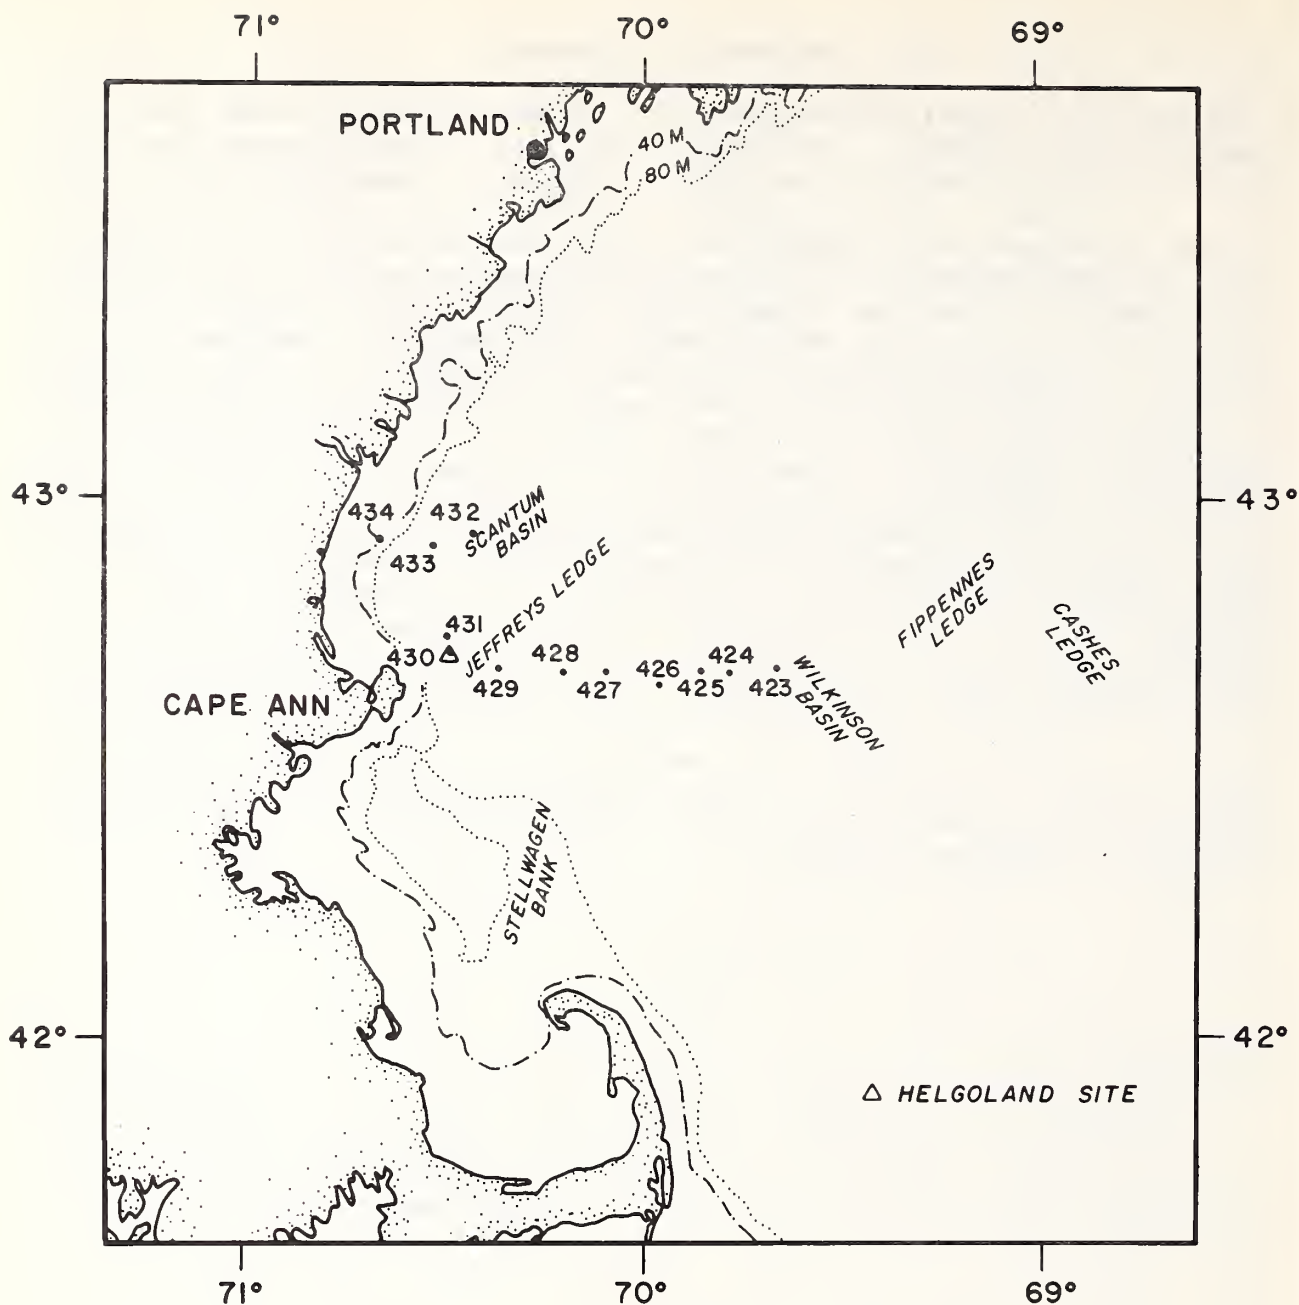 71° 70° 69°
PORTLAND
40 M
80 M
43° 43°
434 432
433
SCANTUM
BASIN
431
430
JEFFREYS LEDGE
428 426 424
429 427 425 423
FIPPENNES
LEDGE
CASHES
LEDGE
WILKINSON
BASIN
CAPE ANN
STELLWAGEN
BANK
42° 42°
△ HELGOLAND SITE
71° 70° 69°